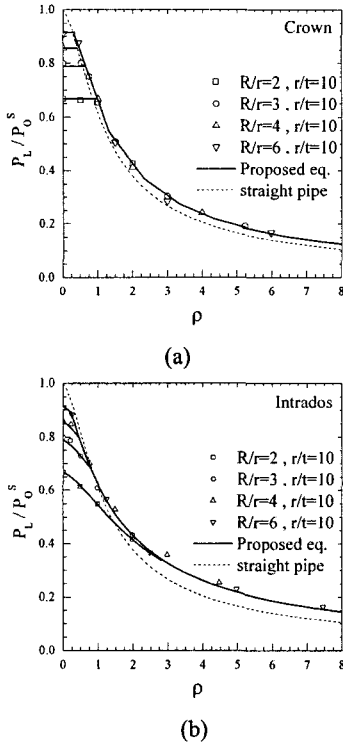 1.0
Crown
0.8
0.6
0.4
0.2
0.0
P_L / P_O^S
R/r=2 , r/t=10
R/r=3 , r/t=10
R/r=4 , r/t=10
R/r=6 , r/t=10
Proposed eq.
straight pipe
0 1 2 3 4 5 6 7 8
ρ
(a)
1.0
Intrados
0.8
0.6
0.4
0.2
0.0
P_L / P_O^S
R/r=2 , r/t=10
R/r=3 , r/t=10
R/r=4 , r/t=10
R/r=6 , r/t=10
Proposed eq.
straight pipe
0 1 2 3 4 5 6 7 8
ρ
(b)